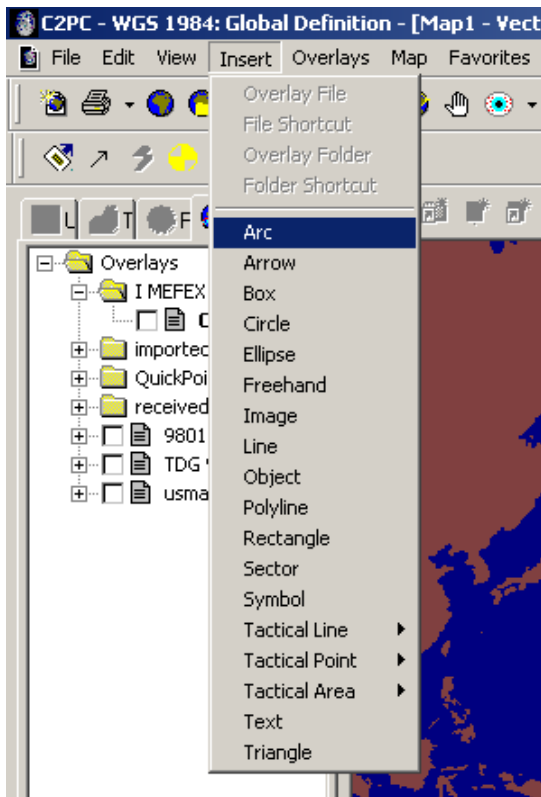 C2PC - WGS 1984: Global Definition - [Map1 - Vect
File Edit View Insert Overlays Map Favorites
Overlay File
File Shortcut
Overlay Folder
Folder Shortcut
L T F
Arc
Overlays
Arrow
I MEFEX
Box
Circle
imported
Ellipse
QuickPoi
Freehand
received
Image
9801
Line
TDG
Object
usma
Polyline
Rectangle
Sector
Symbol
Tactical Line
Tactical Point
Tactical Area
Text
Triangle